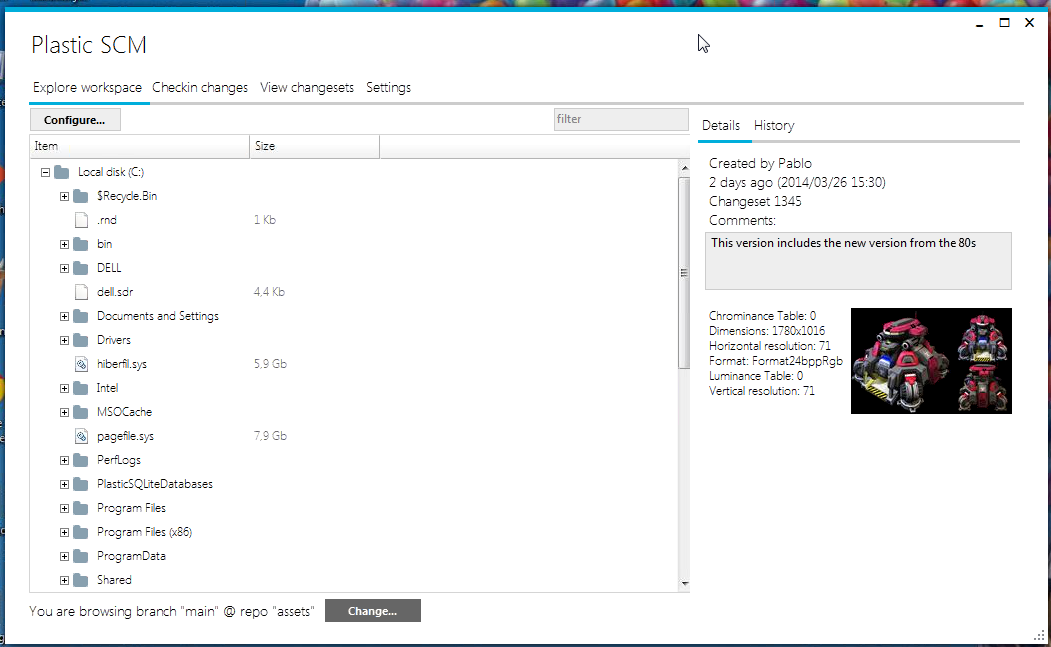 Plastic SCM
Explore workspace Checkin changes View changesets Settings
Configure...
filter
Item Size
Local disk (C:)
$Recycle.Bin
.rnd 1 Kb
bin
DELL
dell.sdr 4,4 Kb
Documents and Settings
Drivers
hiberfil.sys 5,9 Gb
Intel
MSOCache
pagefile.sys 7,9 Gb
PerfLogs
PlasticSQLiteDatabases
Program Files
Program Files (x86)
ProgramData
Shared
You are browsing branch "main" @ repo "assets" Change...
Details History
Created by Pablo
2 days ago (2014/03/26 15:30)
Changeset 1345
Comments:
This version includes the new version from the 80s
Chrominance Table: 0
Dimensions: 1780x1016
Horizontal resolution: 71
Format: Format24bppRgb
Luminance Table: 0
Vertical resolution: 71